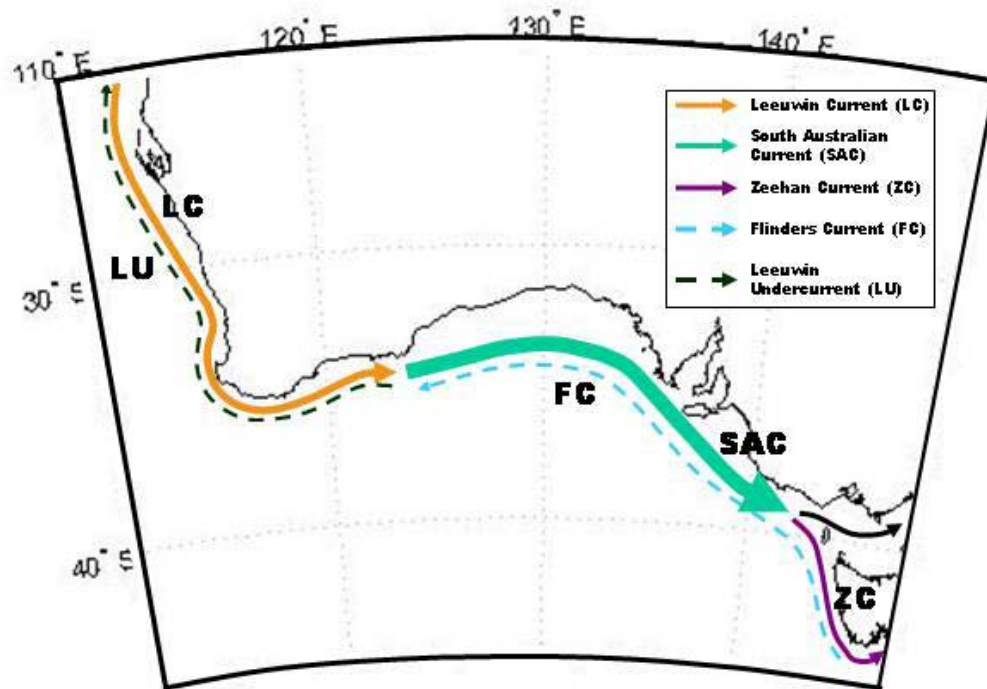 110° E
120° E
130° E
140° E
30° S
40° S
Leeuwin Current (LC)
South Australian
Current (SAC)
Zeehan Current (ZC)
Flinders Current (FC)
Leeuwin
Undercurrent (LU)
LC
LU
FC
SAC
ZC